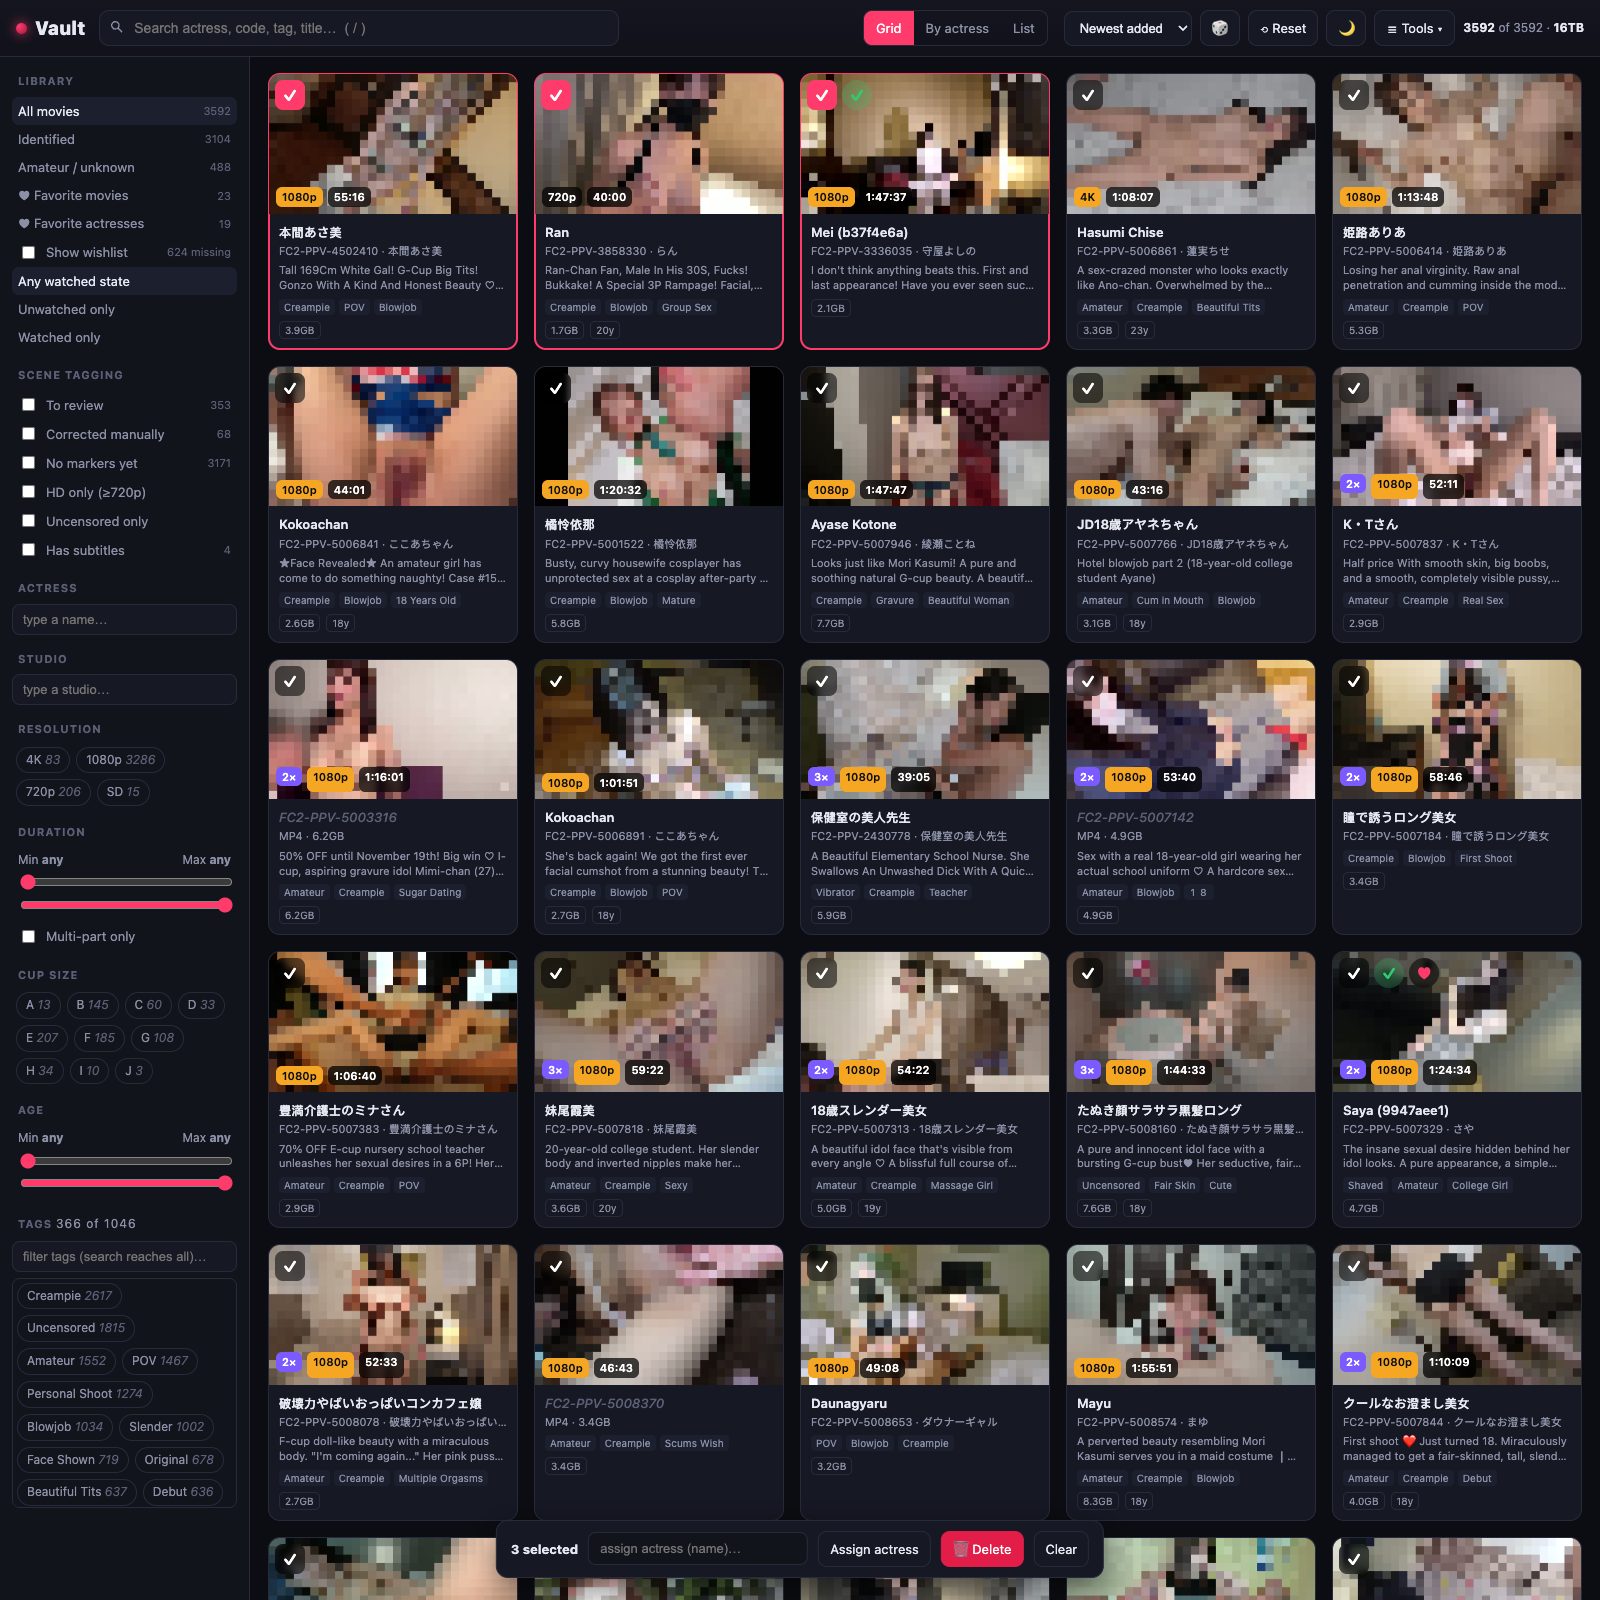 Vault
Search actress, code, tag, title… ( / )
Grid
By actress
List
Newest added
Reset
Tools
3592 of 3592 · 16TB
LIBRARY
All movies 3592
Identified 3104
Amateur / unknown 488
Favorite movies 23
Favorite actresses 19
Show wishlist 624 missing
Any watched state
Unwatched only
Watched only
SCENE TAGGING
To review 353
Corrected manually 68
No markers yet 3171
HD only (≥720p)
Uncensored only
Has subtitles 4
ACTRESS
type a name…
STUDIO
type a studio…
RESOLUTION
4K 83 1080p 3286
720p 206 SD 15
DURATION
Min any Max any
Multi-part only
CUP SIZE
A 13 B 145 C 60 D 33
E 207 F 185 G 108
H 34 I 10 J 3
AGE
Min any Max any
TAGS 366 of 1046
filter tags (search reaches all)…
Creampie 2617
Uncensored 1815
Amateur 1552 POV 1467
Personal Shoot 1274
Blowjob 1034 Slender 1002
Face Shown 719 Original 678
Beautiful Tits 637 Debut 636
1080p 55:16
本間あさ美
FC2-PPV-4502410 · 本間あさ美
Tall 169Cm White Gal! G-Cup Big Tits!
Gonzo With A Kind And Honest Beauty ♡…
Creampie POV Blowjob
3.9GB
720p 40:00
Ran
FC2-PPV-3858330 · らん
Ran-Chan Fan, Male In His 30S, Fucks!
Bukkake! A Special 3P Rampage! Facial,…
Creampie Blowjob Group Sex
1.7GB 20y
1080p 1:47:37
Mei (b37f4e6a)
FC2-PPV-3336035 · 守屋よしの
I don't think anything beats this. First and
last appearance! Have you ever seen suc…
2.1GB
4K 1:08:07
Hasumi Chise
FC2-PPV-5006861 · 蓮実ちせ
A sex-crazed monster who looks exactly
like Ano-chan. Overwhelmed by the…
Amateur Creampie Beautiful Tits
3.3GB 23y
1080p 1:13:48
姫路ありあ
FC2-PPV-5006414 · 姫路ありあ
Losing her anal virginity. Raw anal
penetration and cumming inside the mod…
Amateur Creampie POV
5.3GB
1080p 44:01
Kokoachan
FC2-PPV-5006841 · ここあちゃん
★Face Revealed★ An amateur girl has
come to do something naughty! Case #15…
Creampie Blowjob 18 Years Old
2.6GB 18y
1080p 1:20:32
橘怜依那
FC2-PPV-5001522 · 橘怜依那
Busty, curvy housewife cosplayer has
unprotected sex at a cosplay after-party …
Creampie Blowjob Mature
5.8GB
1080p 1:47:47
Ayase Kotone
FC2-PPV-5007946 · 綾瀬ことね
Looks just like Mori Kasumi! A pure and
soothing natural G-cup beauty. A beautif…
Creampie Gravure Beautiful Woman
7.7GB
1080p 43:16
JD18歳アヤネちゃん
FC2-PPV-5007766 · JD18歳アヤネちゃん
Hotel blowjob part 2 (18-year-old college
student Ayane)
Amateur Cum in Mouth Blowjob
3.1GB 18y
2x 1080p 52:11
K・Tさん
FC2-PPV-5007837 · K・Tさん
Half price With smooth skin, big boobs,
and a smooth, completely visible pussy,…
Amateur Creampie Real Sex
2.9GB
2x 1080p 1:16:01
FC2-PPV-5003316
MP4 · 6.2GB
50% OFF until November 19th! Big win ♡ I-
cup, aspiring gravure idol Mimi-chan (27)…
Amateur Creampie Sugar Dating
6.2GB
1080p 1:01:51
Kokoachan
FC2-PPV-5006891 · ここあちゃん
She's back again! We got the first ever
facial cumshot from a stunning beauty! T…
Creampie Blowjob POV
2.7GB 18y
3x 1080p 39:05
保健室の美人先生
FC2-PPV-2430778 · 保健室の美人先生
A Beautiful Elementary School Nurse. She
Swallows An Unwashed Dick With A Quic…
Vibrator Creampie Teacher
5.9GB
2x 1080p 53:40
FC2-PPV-5007142
MP4 · 4.9GB
Sex with a real 18-year-old girl wearing her
actual school uniform ♡ A hardcore sex…
Amateur Blowjob 1 8
4.9GB
2x 1080p 58:46
瞳で誘うロング美女
FC2-PPV-5007184 · 瞳で誘うロング美女
Creampie Blowjob First Shoot
3.4GB
1080p 1:06:40
豊満介護士のミナさん
FC2-PPV-5007383 · 豊満介護士のミナさん
70% OFF E-cup nursery school teacher
unleashes her sexual desires in a 6P! Her…
Amateur Creampie POV
2.9GB
3x 1080p 59:22
妹尾霞美
FC2-PPV-5007818 · 妹尾霞美
20-year-old college student. Her slender
body and inverted nipples make her…
Amateur Creampie Sexy
3.6GB 20y
2x 1080p 54:22
18歳スレンダー美女
FC2-PPV-5007313 · 18歳スレンダー美女
A beautiful idol face that's visible from
every angle ♡ A blissful full course of…
Amateur Creampie Massage Girl
5.0GB 19y
3x 1080p 1:44:33
たぬき顔サラサラ黒髪ロング
FC2-PPV-5008160 · たぬき顔サラサラ黒髪…
A pure and innocent idol face with a
bursting G-cup bust♥ Her seductive, fair…
Uncensored Fair Skin Cute
7.6GB 18y
2x 1080p 1:24:34
Saya (9947aee1)
FC2-PPV-5007329 · さや
The insane sexual desire hidden behind her
idol looks. A pure appearance, a simple…
Shaved Amateur College Girl
4.7GB
2x 1080p 52:33
破壊力やばいおっぱいコンカフェ嬢
FC2-PPV-5008078 · 破壊力やばいおっぱい…
F-cup doll-like beauty with a miraculous
body. "I'm coming again..." Her pink puss…
Amateur Creampie Multiple Orgasms
2.7GB
1080p 46:43
FC2-PPV-5008370
MP4 · 3.4GB
Amateur Creampie Scums Wish
3.4GB
1080p 49:08
Daunagyaru
FC2-PPV-5008653 · ダウナーギャル
POV Blowjob Creampie
3.2GB
1080p 1:55:51
Mayu
FC2-PPV-5008574 · まゆ
A perverted beauty resembling Mori
Kasumi serves you in a maid costume ｜…
Amateur Creampie Blowjob
8.3GB 18y
2x 1080p 1:10:09
クールなお澄まし美女
FC2-PPV-5007844 · クールなお澄まし美女
First shoot ❤️ Just turned 18. Miraculously
managed to get a fair-skinned, tall, slend…
Amateur Creampie Debut
4.0GB 18y
3 selected
assign actress (name)…
Assign actress
Delete
Clear